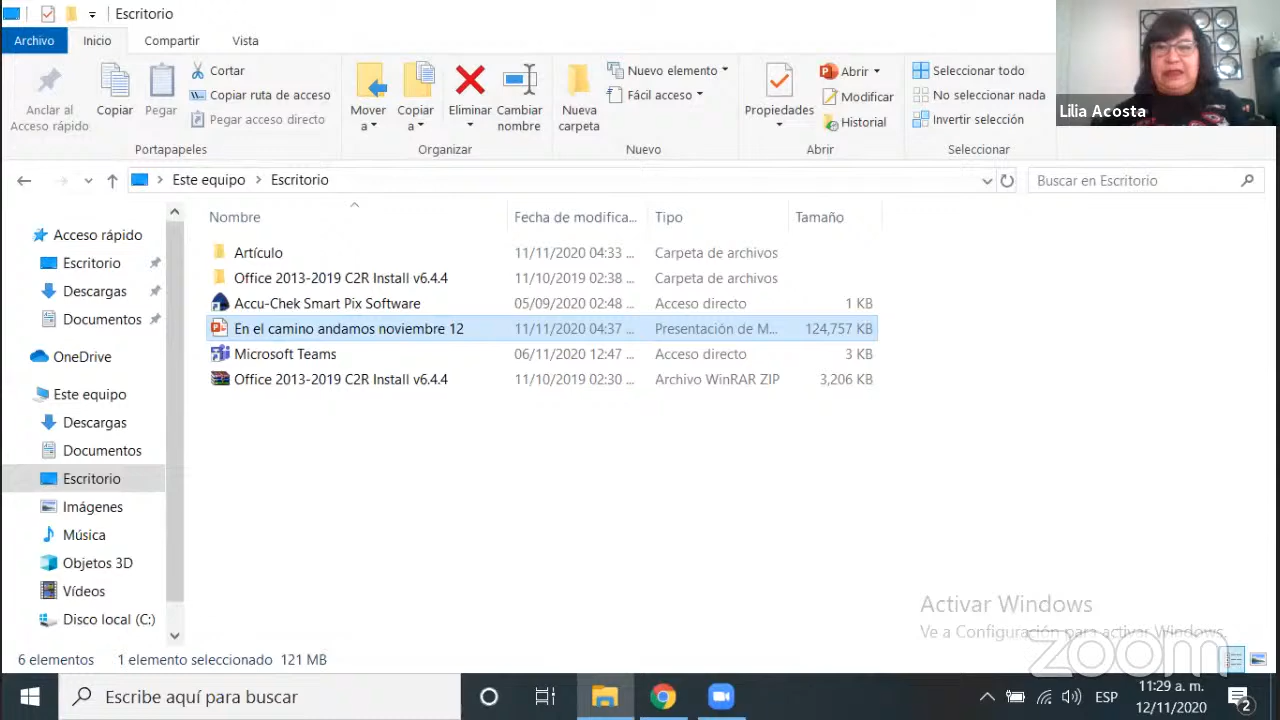 Escritorio
Archivo Inicio Compartir Vista
Anclar al Acceso rápido
Copiar
Pegar
Cortar
Copiar ruta de acceso
Pegar acceso directo
Portapapeles
Mover a
Copiar a
Eliminar
Cambiar nombre
Organizar
Nueva carpeta
Nuevo elemento
Fácil acceso
Nuevo
Propiedades
Abrir
Modificar
Historial
Abrir
Seleccionar todo
No seleccionar nada
Invertir selección
Seleccionar
Lilia Acosta
Este equipo > Escritorio
Buscar en Escritorio
Acceso rápido
Escritorio
Descargas
Documentos
OneDrive
Este equipo
Descargas
Documentos
Escritorio
Imágenes
Música
Objetos 3D
Vídeos
Disco local (C:)
Nombre Fecha de modifica... Tipo Tamaño
Artículo 11/11/2020 04:33 ... Carpeta de archivos
Office 2013-2019 C2R Install v6.4.4 11/10/2019 02:38 ... Carpeta de archivos
Accu-Chek Smart Pix Software 05/09/2020 02:48 ... Acceso directo 1 KB
En el camino andamos noviembre 12 11/11/2020 04:37 ... Presentación de M... 124,757 KB
Microsoft Teams 06/11/2020 12:47 ... Acceso directo 3 KB
Office 2013-2019 C2R Install v6.4.4 11/10/2019 02:30 ... Archivo WinRAR ZIP 3,206 KB
Activar Windows
Ve a Configuración para activar Windows.
zoom
6 elementos 1 elemento seleccionado 121 MB
Escribe aquí para buscar
ESP
11:29 a. m.
12/11/2020
2